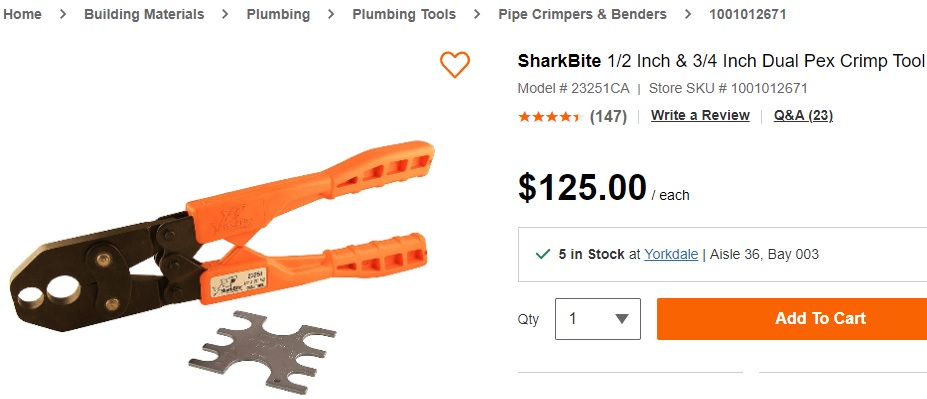 Home > Building Materials > Plumbing > Plumbing Tools > Pipe Crimpers & Benders > 1001012671
SharkBite 1/2 Inch & 3/4 Inch Dual Pex Crimp Tool
Model # 23251CA | Store SKU # 1001012671
(147) | Write a Review | Q&A (23)
$125.00 / each
5 in Stock at Yorkdale | Aisle 36, Bay 003
Qty 1 Add To Cart
23251